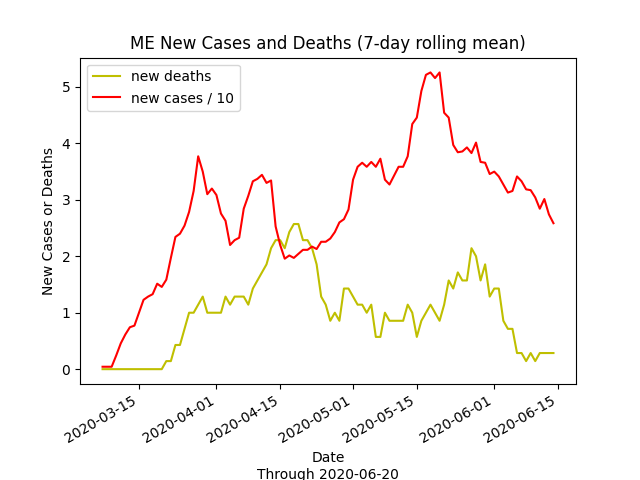 ME New Cases and Deaths (7-day rolling mean)
new deaths
new cases / 10
New Cases or Deaths
5
4
3
2
1
0
2020-03-15
2020-04-01
2020-04-15
2020-05-01
2020-05-15
2020-06-01
2020-06-15
Date
Through 2020-06-20